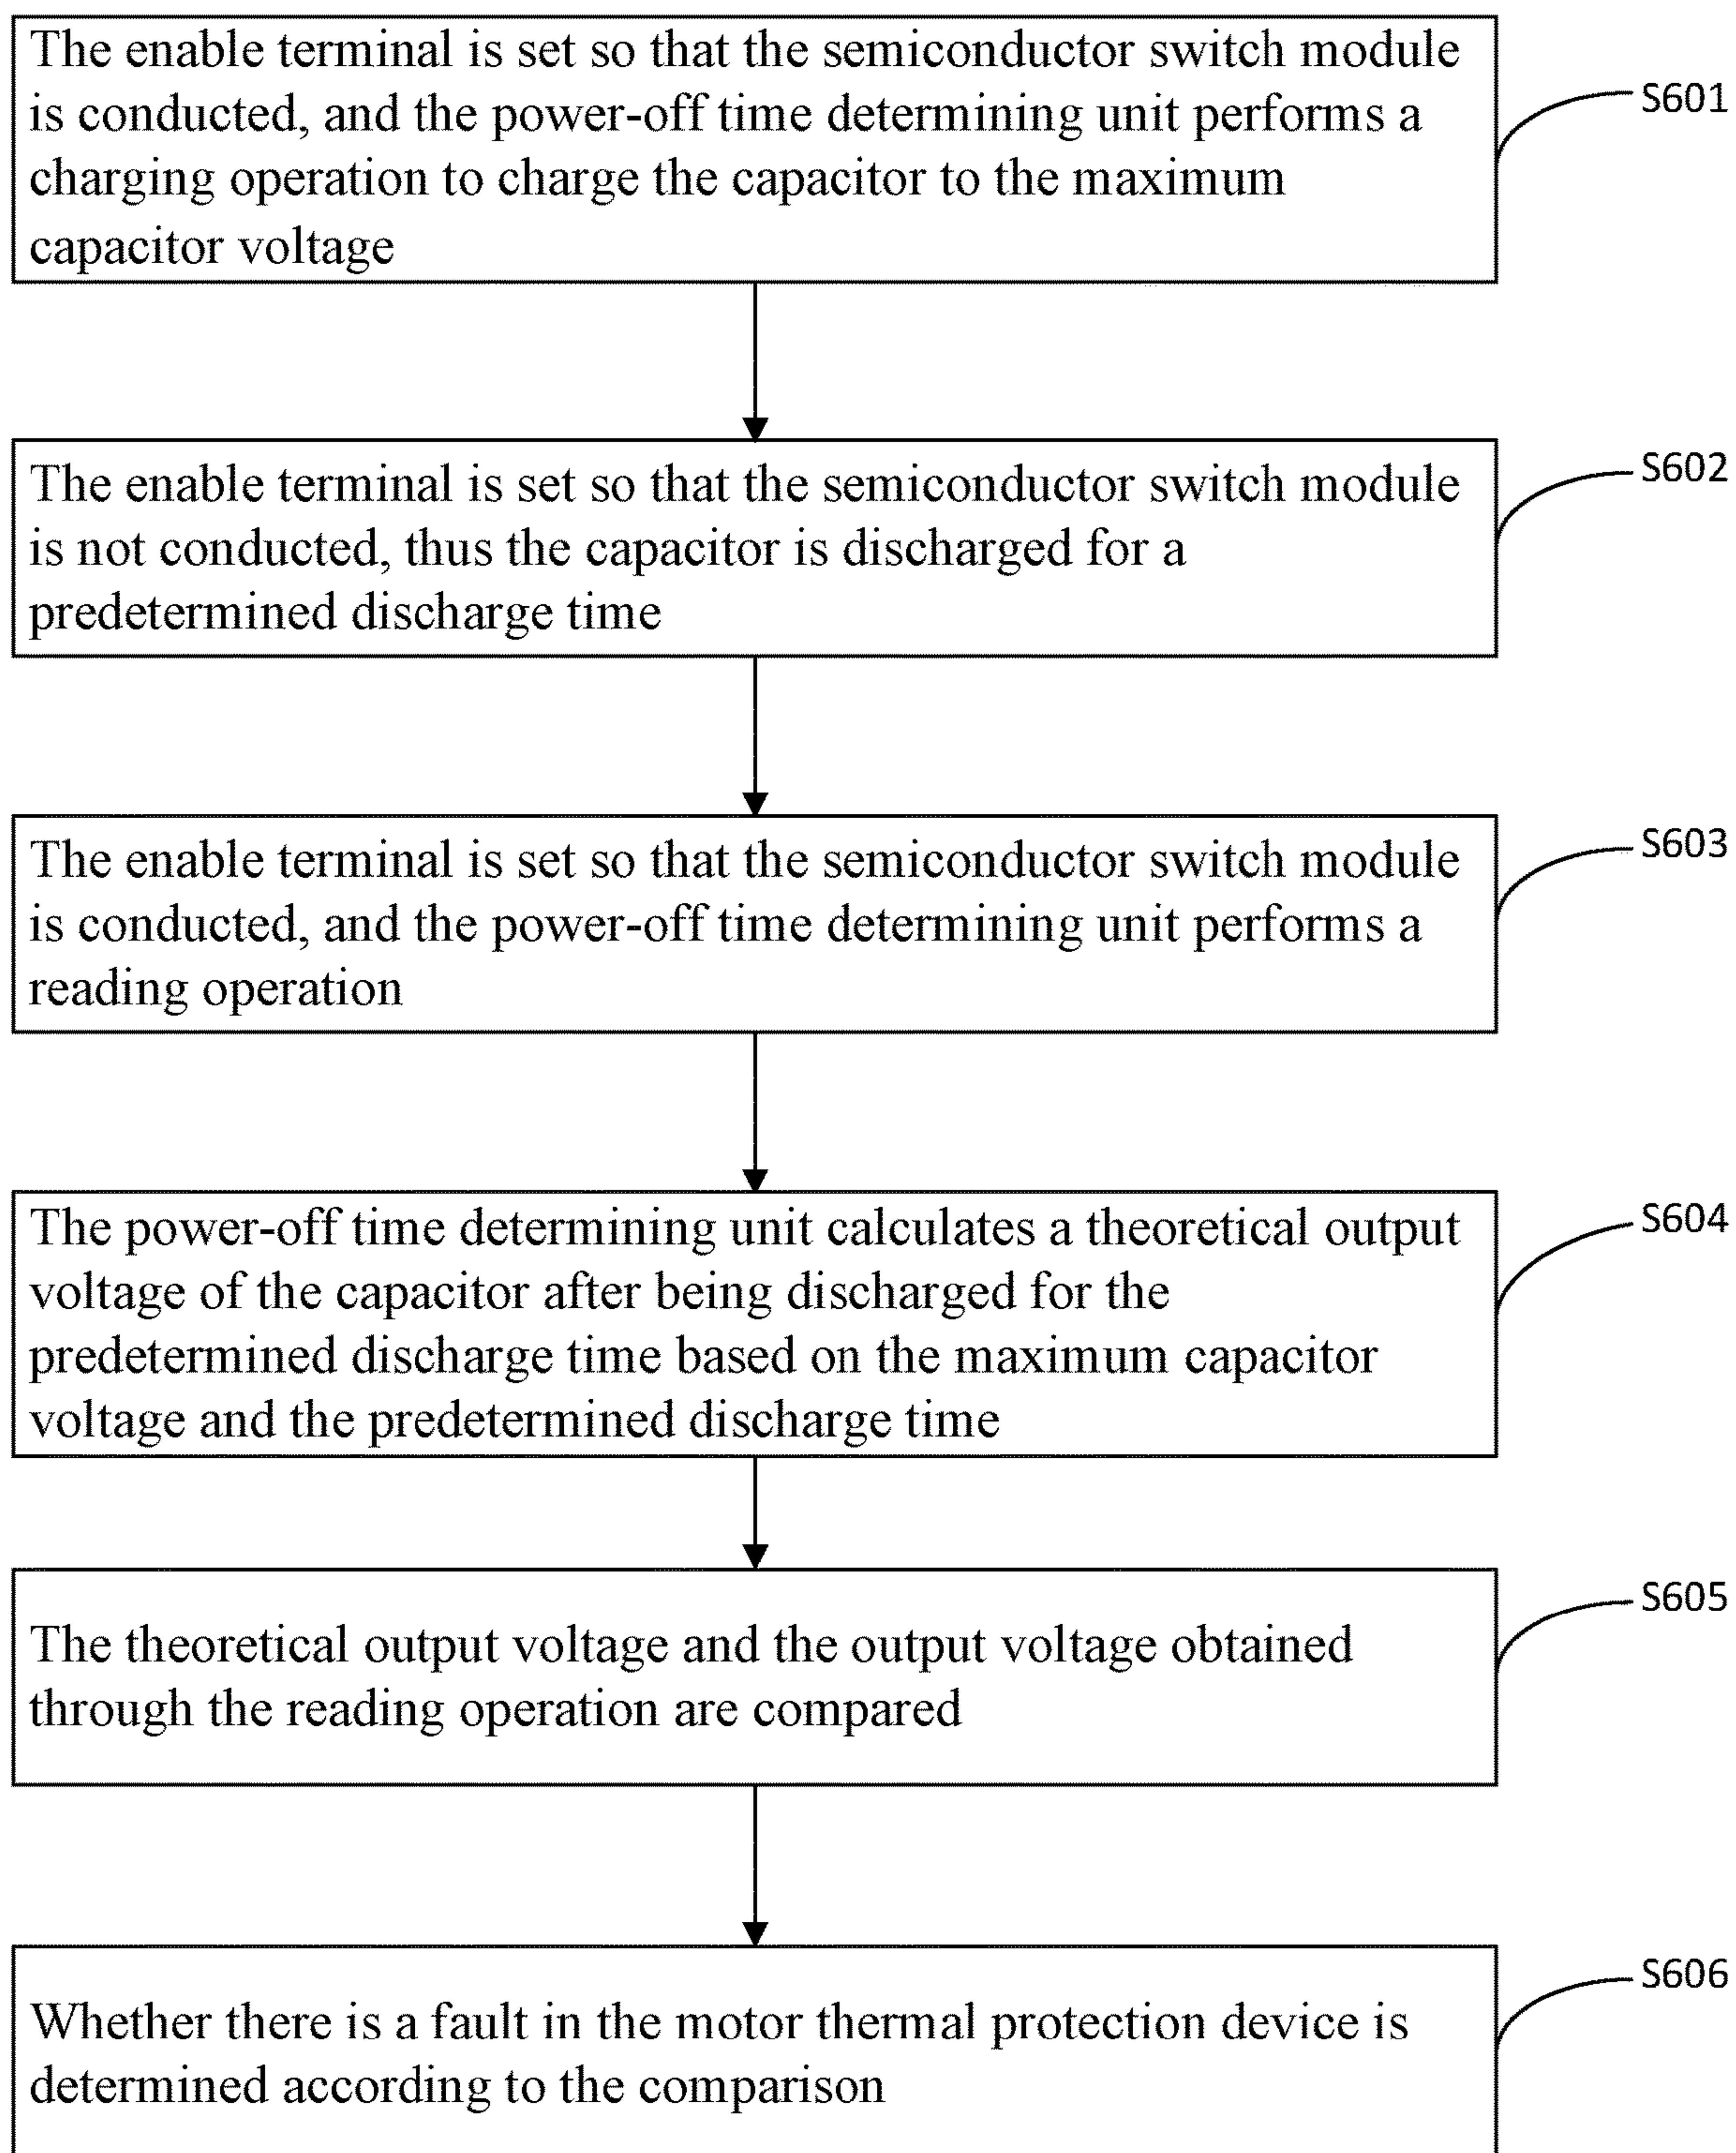 The enable terminal is set so that the semiconductor switch module
is conducted, and the power-off time determining unit performs a
charging operation to charge the capacitor to the maximum
capacitor voltage
S601
The enable terminal is set so that the semiconductor switch module
is not conducted, thus the capacitor is discharged for a
predetermined discharge time
S602
The enable terminal is set so that the semiconductor switch module
is conducted, and the power-off time determining unit performs a
reading operation
S603
The power-off time determining unit calculates a theoretical output
voltage of the capacitor after being discharged for the
predetermined discharge time based on the maximum capacitor
voltage and the predetermined discharge time
S604
The theoretical output voltage and the output voltage obtained
through the reading operation are compared
S605
Whether there is a fault in the motor thermal protection device is
determined according to the comparison
S606